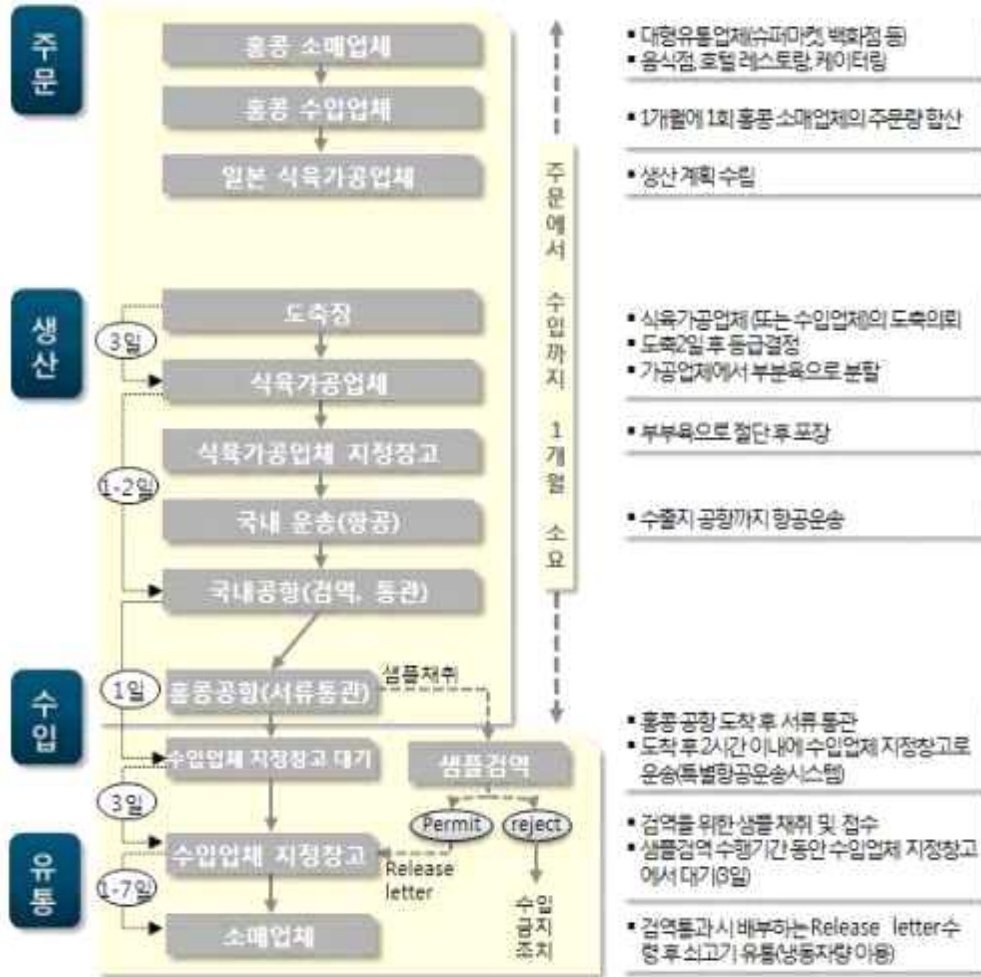 주문
홍콩 소매업체
홍콩 수입업체
일본 식육가공업체
생산
도축장
3일
식육가공업체
식육가공업체 지정장고
1-2일
국내 운송(항공)
국내공항(검역, 통관)
수입
1일
홍콩공항(서류통관)
샘플채취
수입업체 지정창고 대기
샘플검역
3일
Permit
reject
유통
수입업체 지정창고
Release
letter
1-7일
소매업체
수입
금지
조치
주문에서 수입까지 1개월 소요
▪ 대형유통업체(슈퍼마켓, 백화점 등)
▪ 음식점, 호텔 레스토랑, 케이터링
▪ 1개월에 1회 홍콩 소매업체의 주문량 합산
▪ 생산 계획 수립
▪ 식육가공업체 (또는 수입업체)의 도축의뢰
▪ 도축2일 후 등급결정
▪ 가공업체에서 부분육으로 분할
▪ 부부육으로 절단 후 포장
▪ 수출지 공항까지 항공운송
▪ 홍콩 공항 도착 후 서류 통관
▪ 도착 후 2시간 이내에 수입업체 지정창고로
운송(특별항공운송시스템)
▪ 검역를 위한 샘플 채취 및 접수
▪ 샘플검역 수행기간 동안 수입업체 지정창고
에서 대기(3일)
▪ 검역통과 시 배부하는 Release letter 수
령 후 쇠고기 유통(냉동차량 이용)